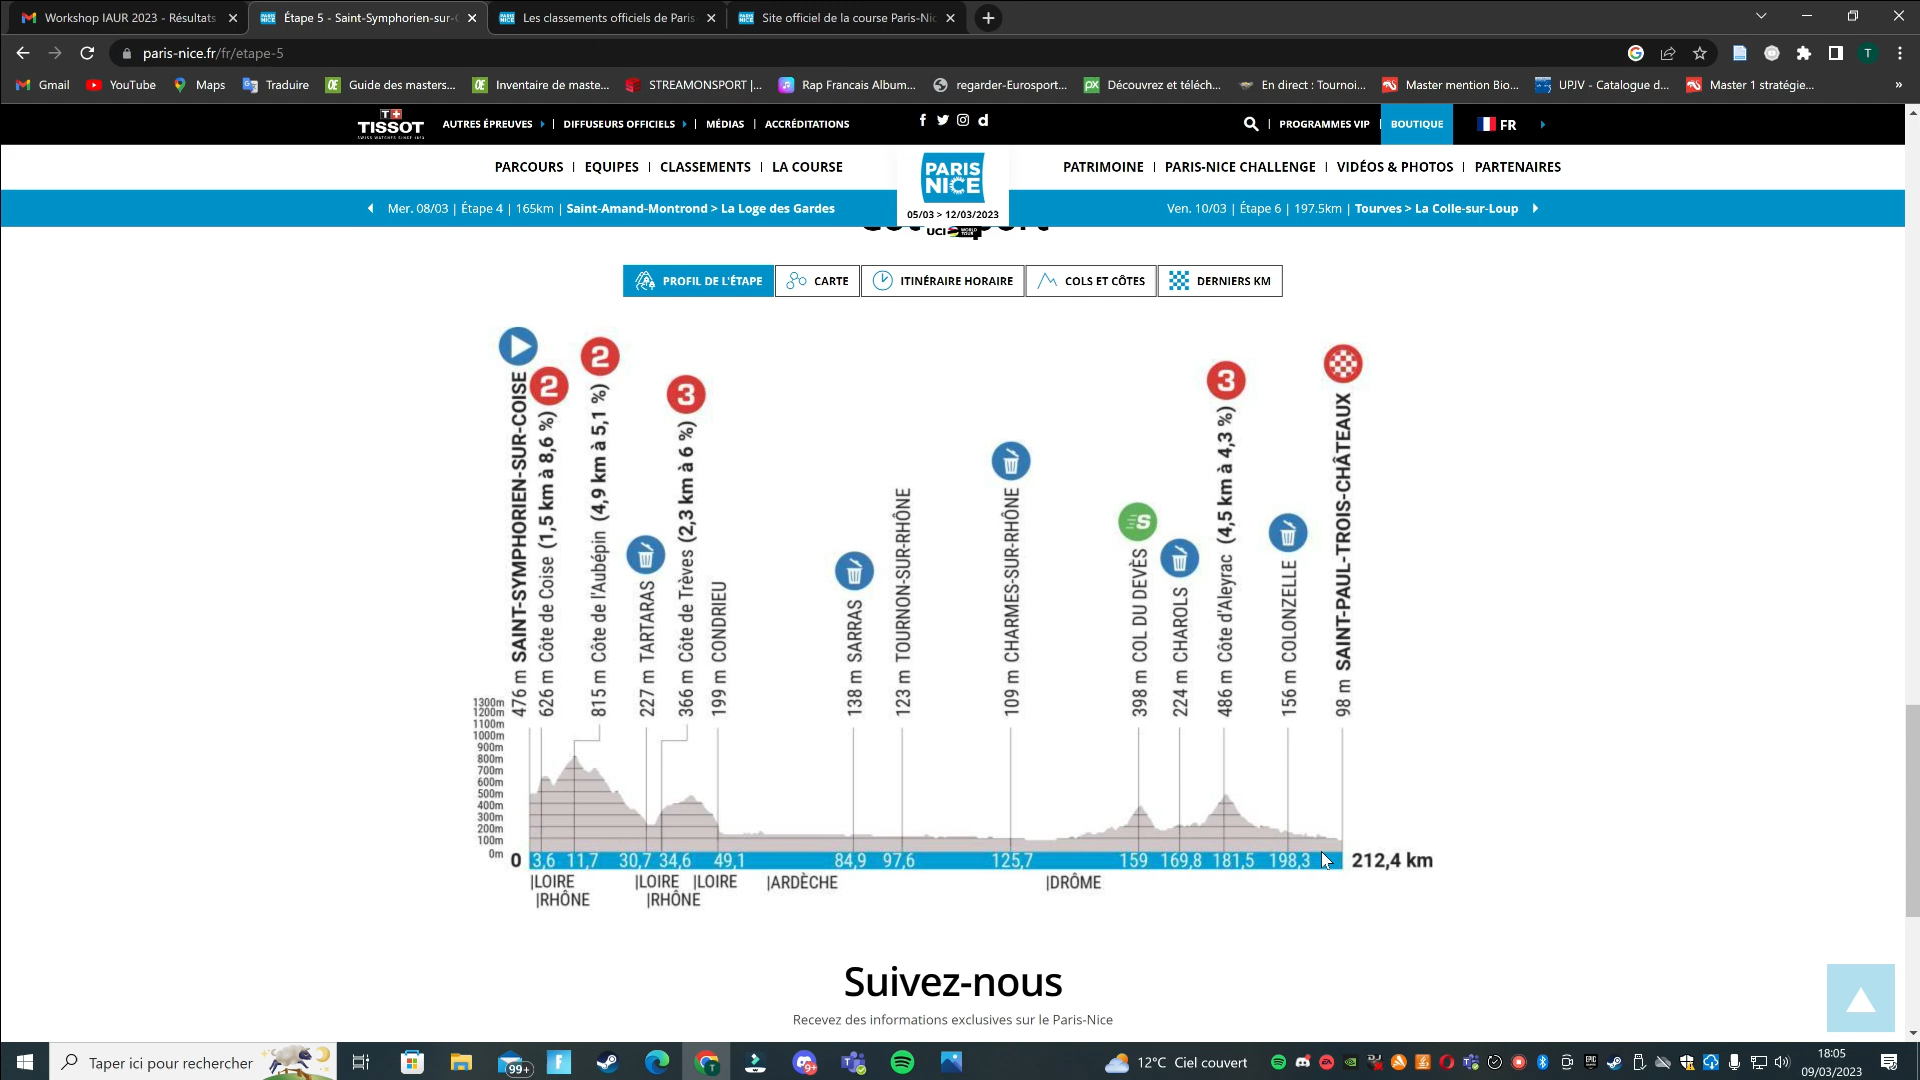 Workshop IAUR 2023 - Résultats
Étape 5 - Saint-Symphorien-sur-C
Les classements officiels de Paris
Site officiel de la course Paris-Nic
paris-nice.fr/fr/etape-5
T
Gmail
YouTube
Maps
Traduire
Guide des masters...
Inventaire de maste...
STREAMONSPORT |...
Rap Francais Album...
regarder-Eurosport...
Découvrez et téléch...
En direct : Tournoi...
Master mention Bio...
UPJV - Catalogue d...
Master 1 stratégie...
»
TISSOT
AUTRES ÉPREUVES
DIFFUSEURS OFFICIELS
MÉDIAS
ACCRÉDITATIONS
PROGRAMMES VIP
BOUTIQUE
FR
PARCOURS
EQUIPES
CLASSEMENTS
LA COURSE
PARIS
NICE
05/03 > 12/03/2023
UCI WORLD TOUR
PATRIMOINE
PARIS-NICE CHALLENGE
VIDÉOS & PHOTOS
PARTENAIRES
Mer. 08/03 | Étape 4 | 165km | Saint-Amand-Montrond > La Loge des Gardes
Ven. 10/03 | Étape 6 | 197.5km | Tourves > La Colle-sur-Loup
PROFIL DE L'ÉTAPE
CARTE
ITINÉRAIRE HORAIRE
COLS ET CÔTES
DERNIERS KM
476 m SAINT-SYMPHORIEN-SUR-COISE
2
626 m Côte de Coise (1,5 km à 8,6 %)
2
815 m Côte de l'Aubépin (4,9 km à 5,1 %)
227 m TARTARAS
3
366 m Côte de Trèves (2,3 km à 6 %)
199 m CONDRIEU
138 m SARRAS
123 m TOURNON-SUR-RHÔNE
109 m CHARMES-SUR-RHÔNE
S
398 m COL DU DEVÈS
224 m CHAROLS
3
486 m Côte d'Aleyrac (4,5 km à 4,3 %)
156 m COLONZELLE
98 m SAINT-PAUL-TROIS-CHÂTEAUX
1300m
1200m
1100m
1000m
900m
800m
700m
600m
500m
400m
300m
200m
100m
0m
0 3,6 11,7 30,7 34,6 49,1 84,9 97,6 125,7 159 169,8 181,5 198,3 212,4 km
|LOIRE |LOIRE |LOIRE |ARDÈCHE |DRÔME
|RHÔNE |RHÔNE
Suivez-nous
Recevez des informations exclusives sur le Paris-Nice
Taper ici pour rechercher
99+
12°C Ciel couvert
18:05
09/03/2023